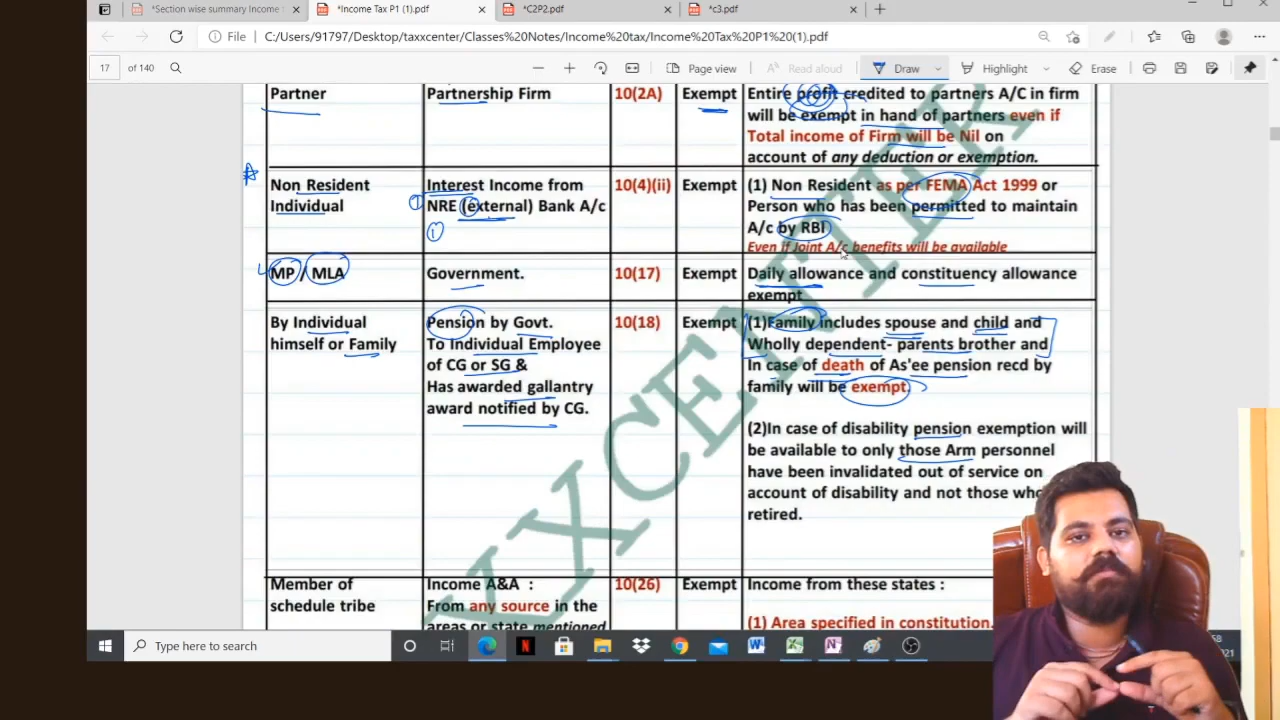 *Section wise summary Income
*Income Tax P1 (1).pdf
*C2P2.pdf
*c3.pdf
File
C:/Users/91797/Desktop/taxxcenter/Classes%20Notes/Income%20tax/Income%20Tax%20P1%20(1).pdf
17 of 140
Page view
Read aloud
Draw
Highlight
Erase
Partner
Partnership Firm
10(2A)
Exempt
Entire profit credited to partners A/C in firm
will be exempt in hand of partners even if
Total income of Firm will be Nil on
account of any deduction or exemption.
Non Resident
Individual
Interest Income from
NRE (external) Bank A/c
10(4)(ii)
Exempt
(1) Non Resident as per FEMA Act 1999 or
Person who has been permitted to maintain
A/c by RBI
Even if Joint A/c benefits will be available
MP / MLA
Government.
10(17)
Exempt
Daily allowance and constituency allowance
exempt
By Individual
himself or Family
Pension by Govt.
To Individual Employee
of CG or SG &
Has awarded gallantry
award notified by CG.
10(18)
Exempt
(1)Family includes spouse and child and
Wholly dependent- parents brother and
In case of death of As'ee pension recd by
family will be exempt.
(2)In case of disability pension exemption will
be available to only those Arm personnel
have been invalidated out of service on
account of disability and not those who
retired.
Member of
schedule tribe
Income A&A :
From any source in the
areas or state mentioned
10(26)
Exempt
Income from these states :
(1) Area specified in constitution.
XXCENTER
Type here to search